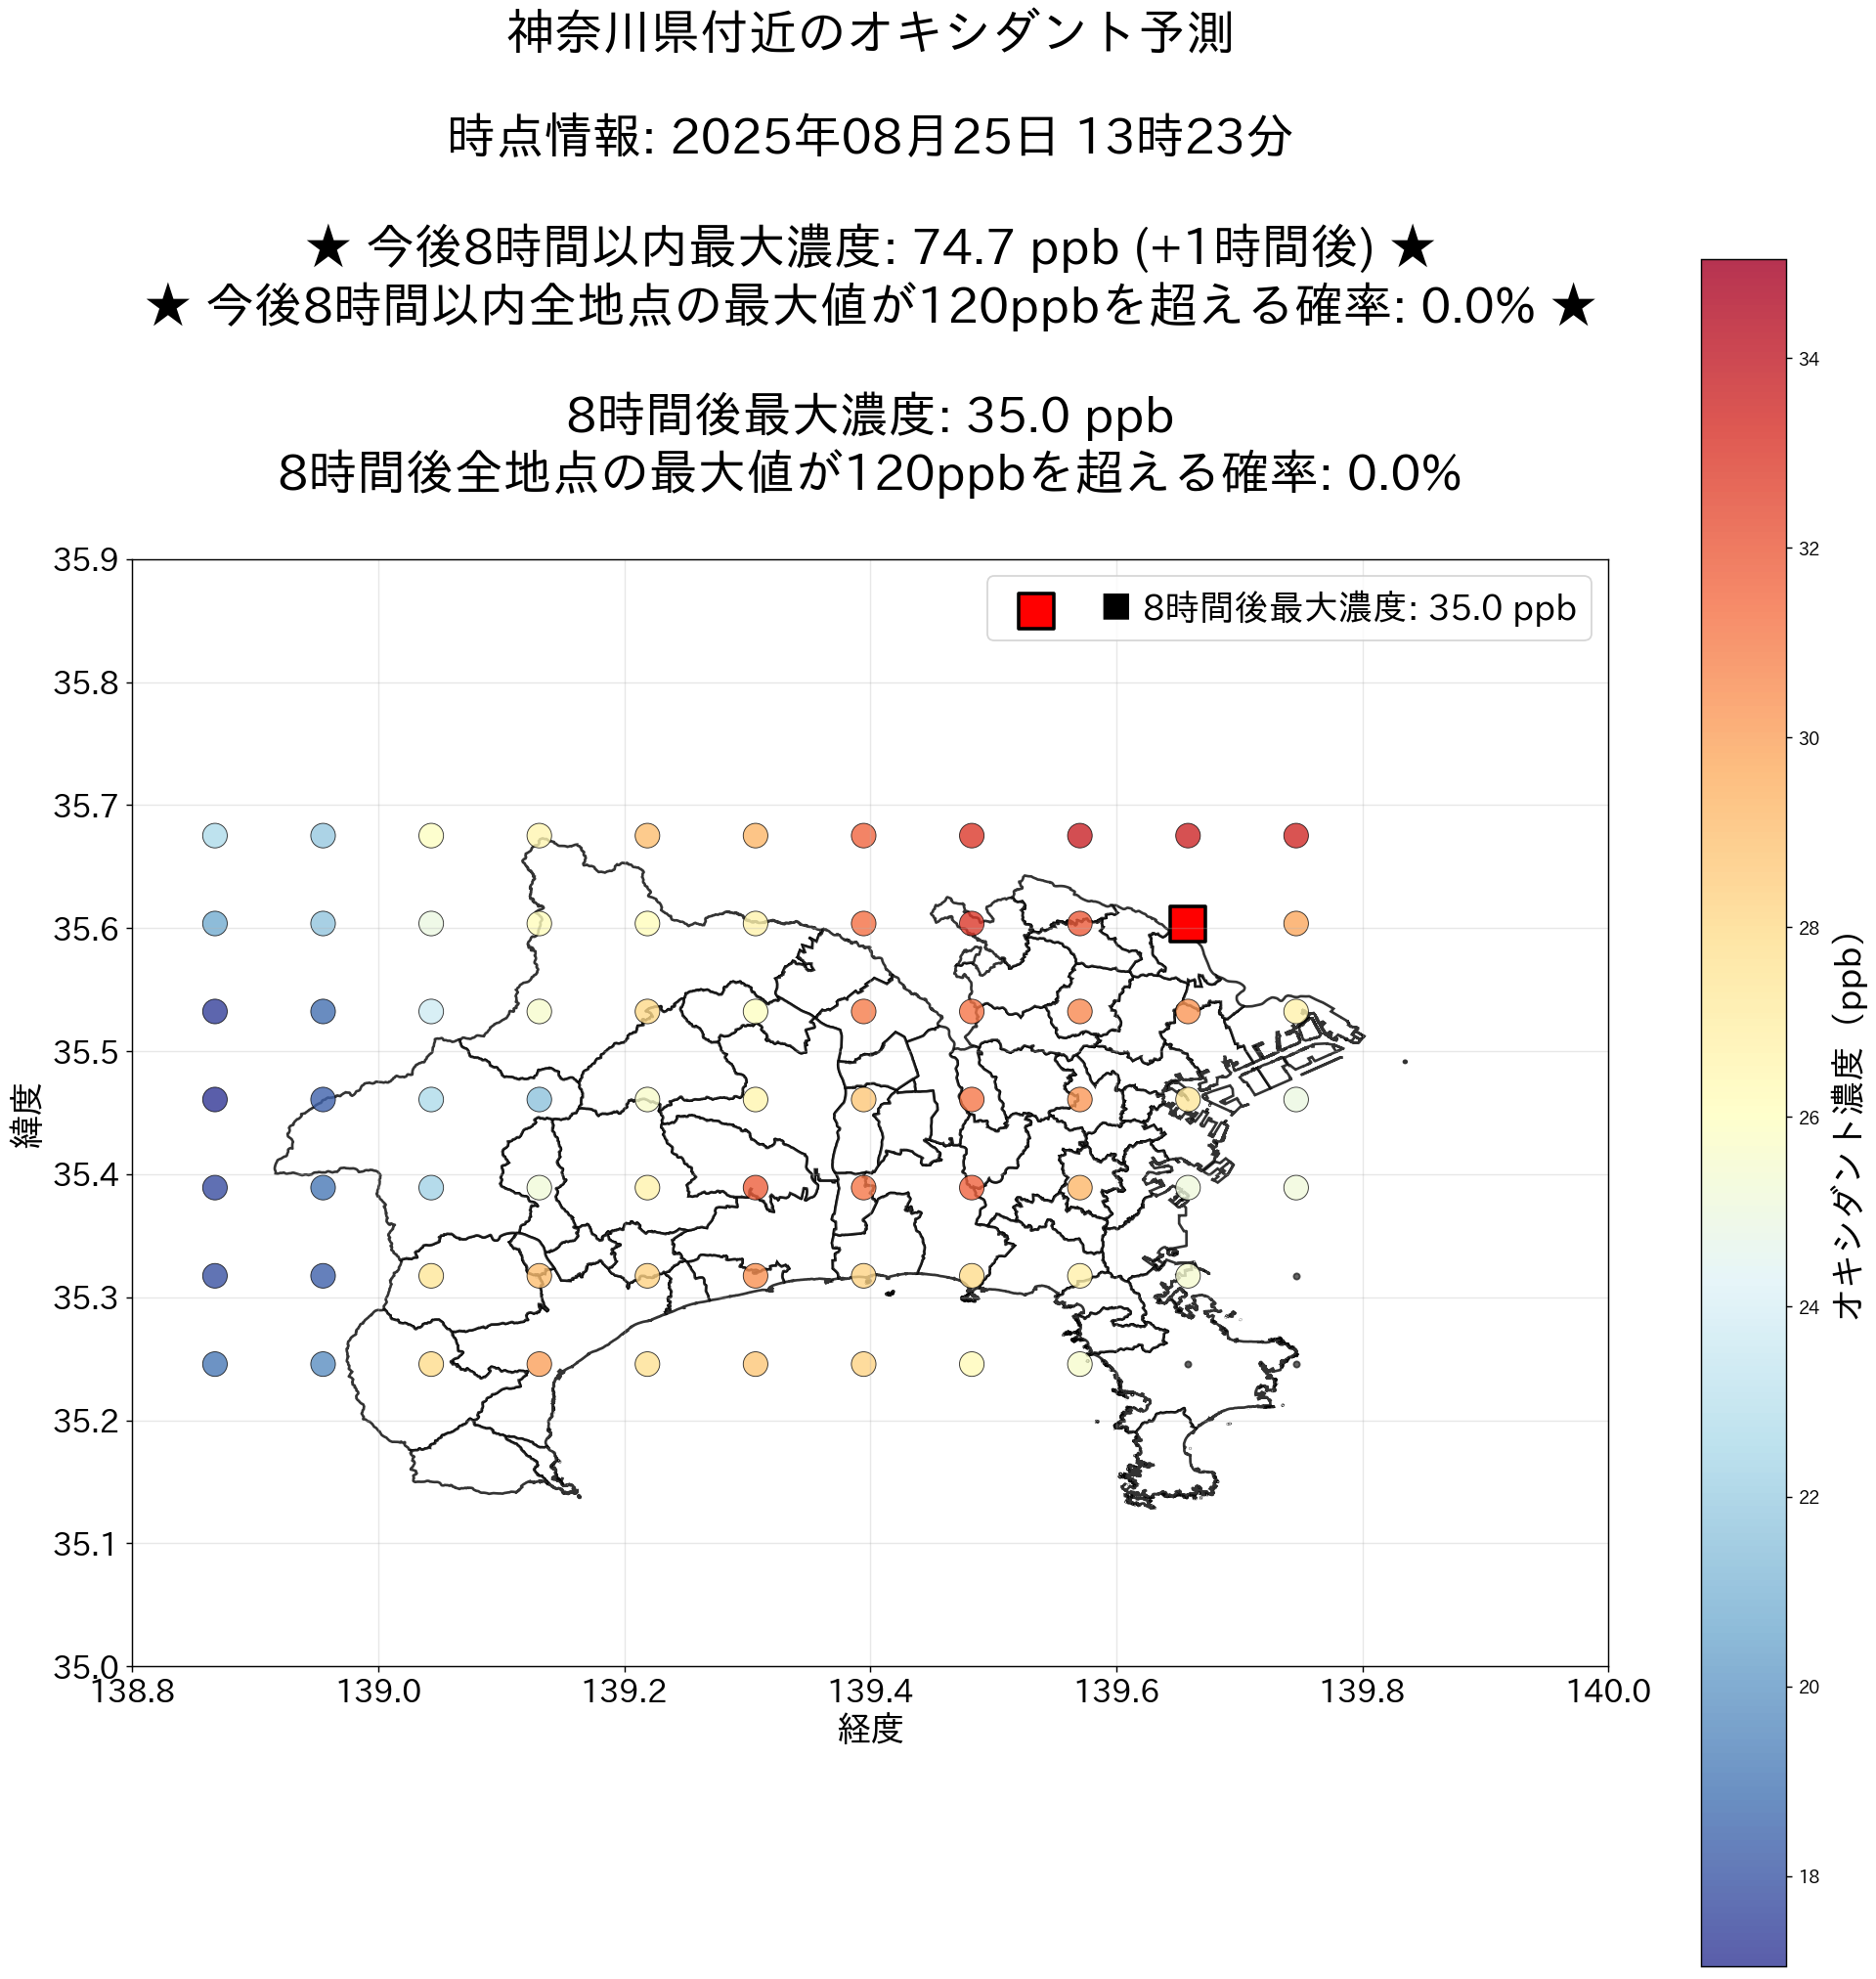 神奈川県付近のオキシダント予測
時点情報: 2025年08月25日 13時23分
★ 今後8時間以内最大濃度: 74.7 ppb (+1時間後) ★
★ 今後8時間以内全地点の最大値が120ppbを超える確率: 0.0% ★
8時間後最大濃度: 35.0 ppb
8時間後全地点の最大値が120ppbを超える確率: 0.0%
■ 8時間後最大濃度: 35.0 ppb
緯度
35.9
35.8
35.7
35.6
35.5
35.4
35.3
35.2
35.1
35.0
138.8
139.0
139.2
139.4
139.6
139.8
140.0
経度
34
32
30
28
26
24
22
20
18
オキシダント濃度（ppb）